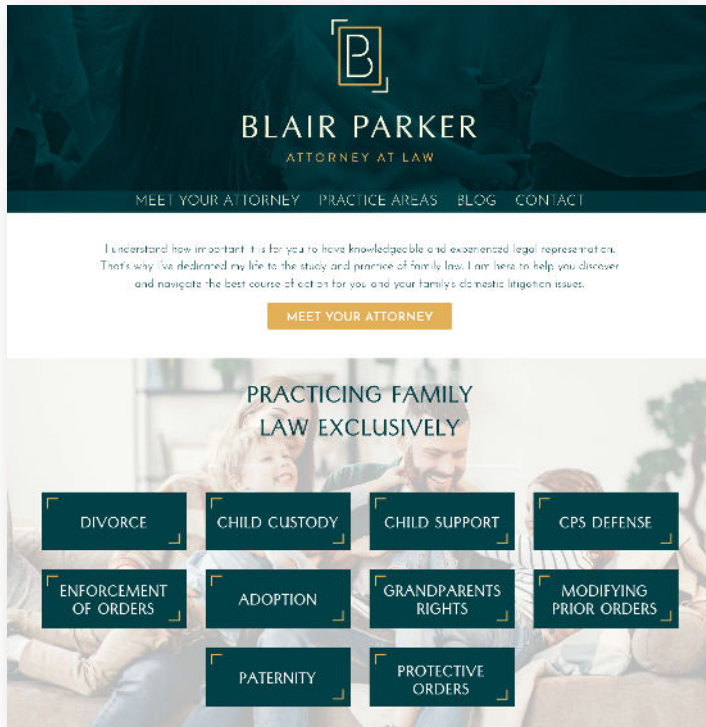 B
BLAIR PARKER
ATTORNEY AT LAW
MEET YOUR ATTORNEY PRACTICE AREAS BLOG CONTACT
I understand how important it is for you to have knowledgeable and experienced legal representation.
That's why I've dedicated my life to the study and practice of family law. I am here to help you discover
and navigate the best course of action for you and your family's domestic litigation issues.
MEET YOUR ATTORNEY
PRACTICING FAMILY
LAW EXCLUSIVELY
DIVORCE
CHILD CUSTODY
CHILD SUPPORT
CPS DEFENSE
ENFORCEMENT
OF ORDERS
ADOPTION
GRANDPARENTS
RIGHTS
MODIFYING
PRIOR ORDERS
PATERNITY
PROTECTIVE
ORDERS